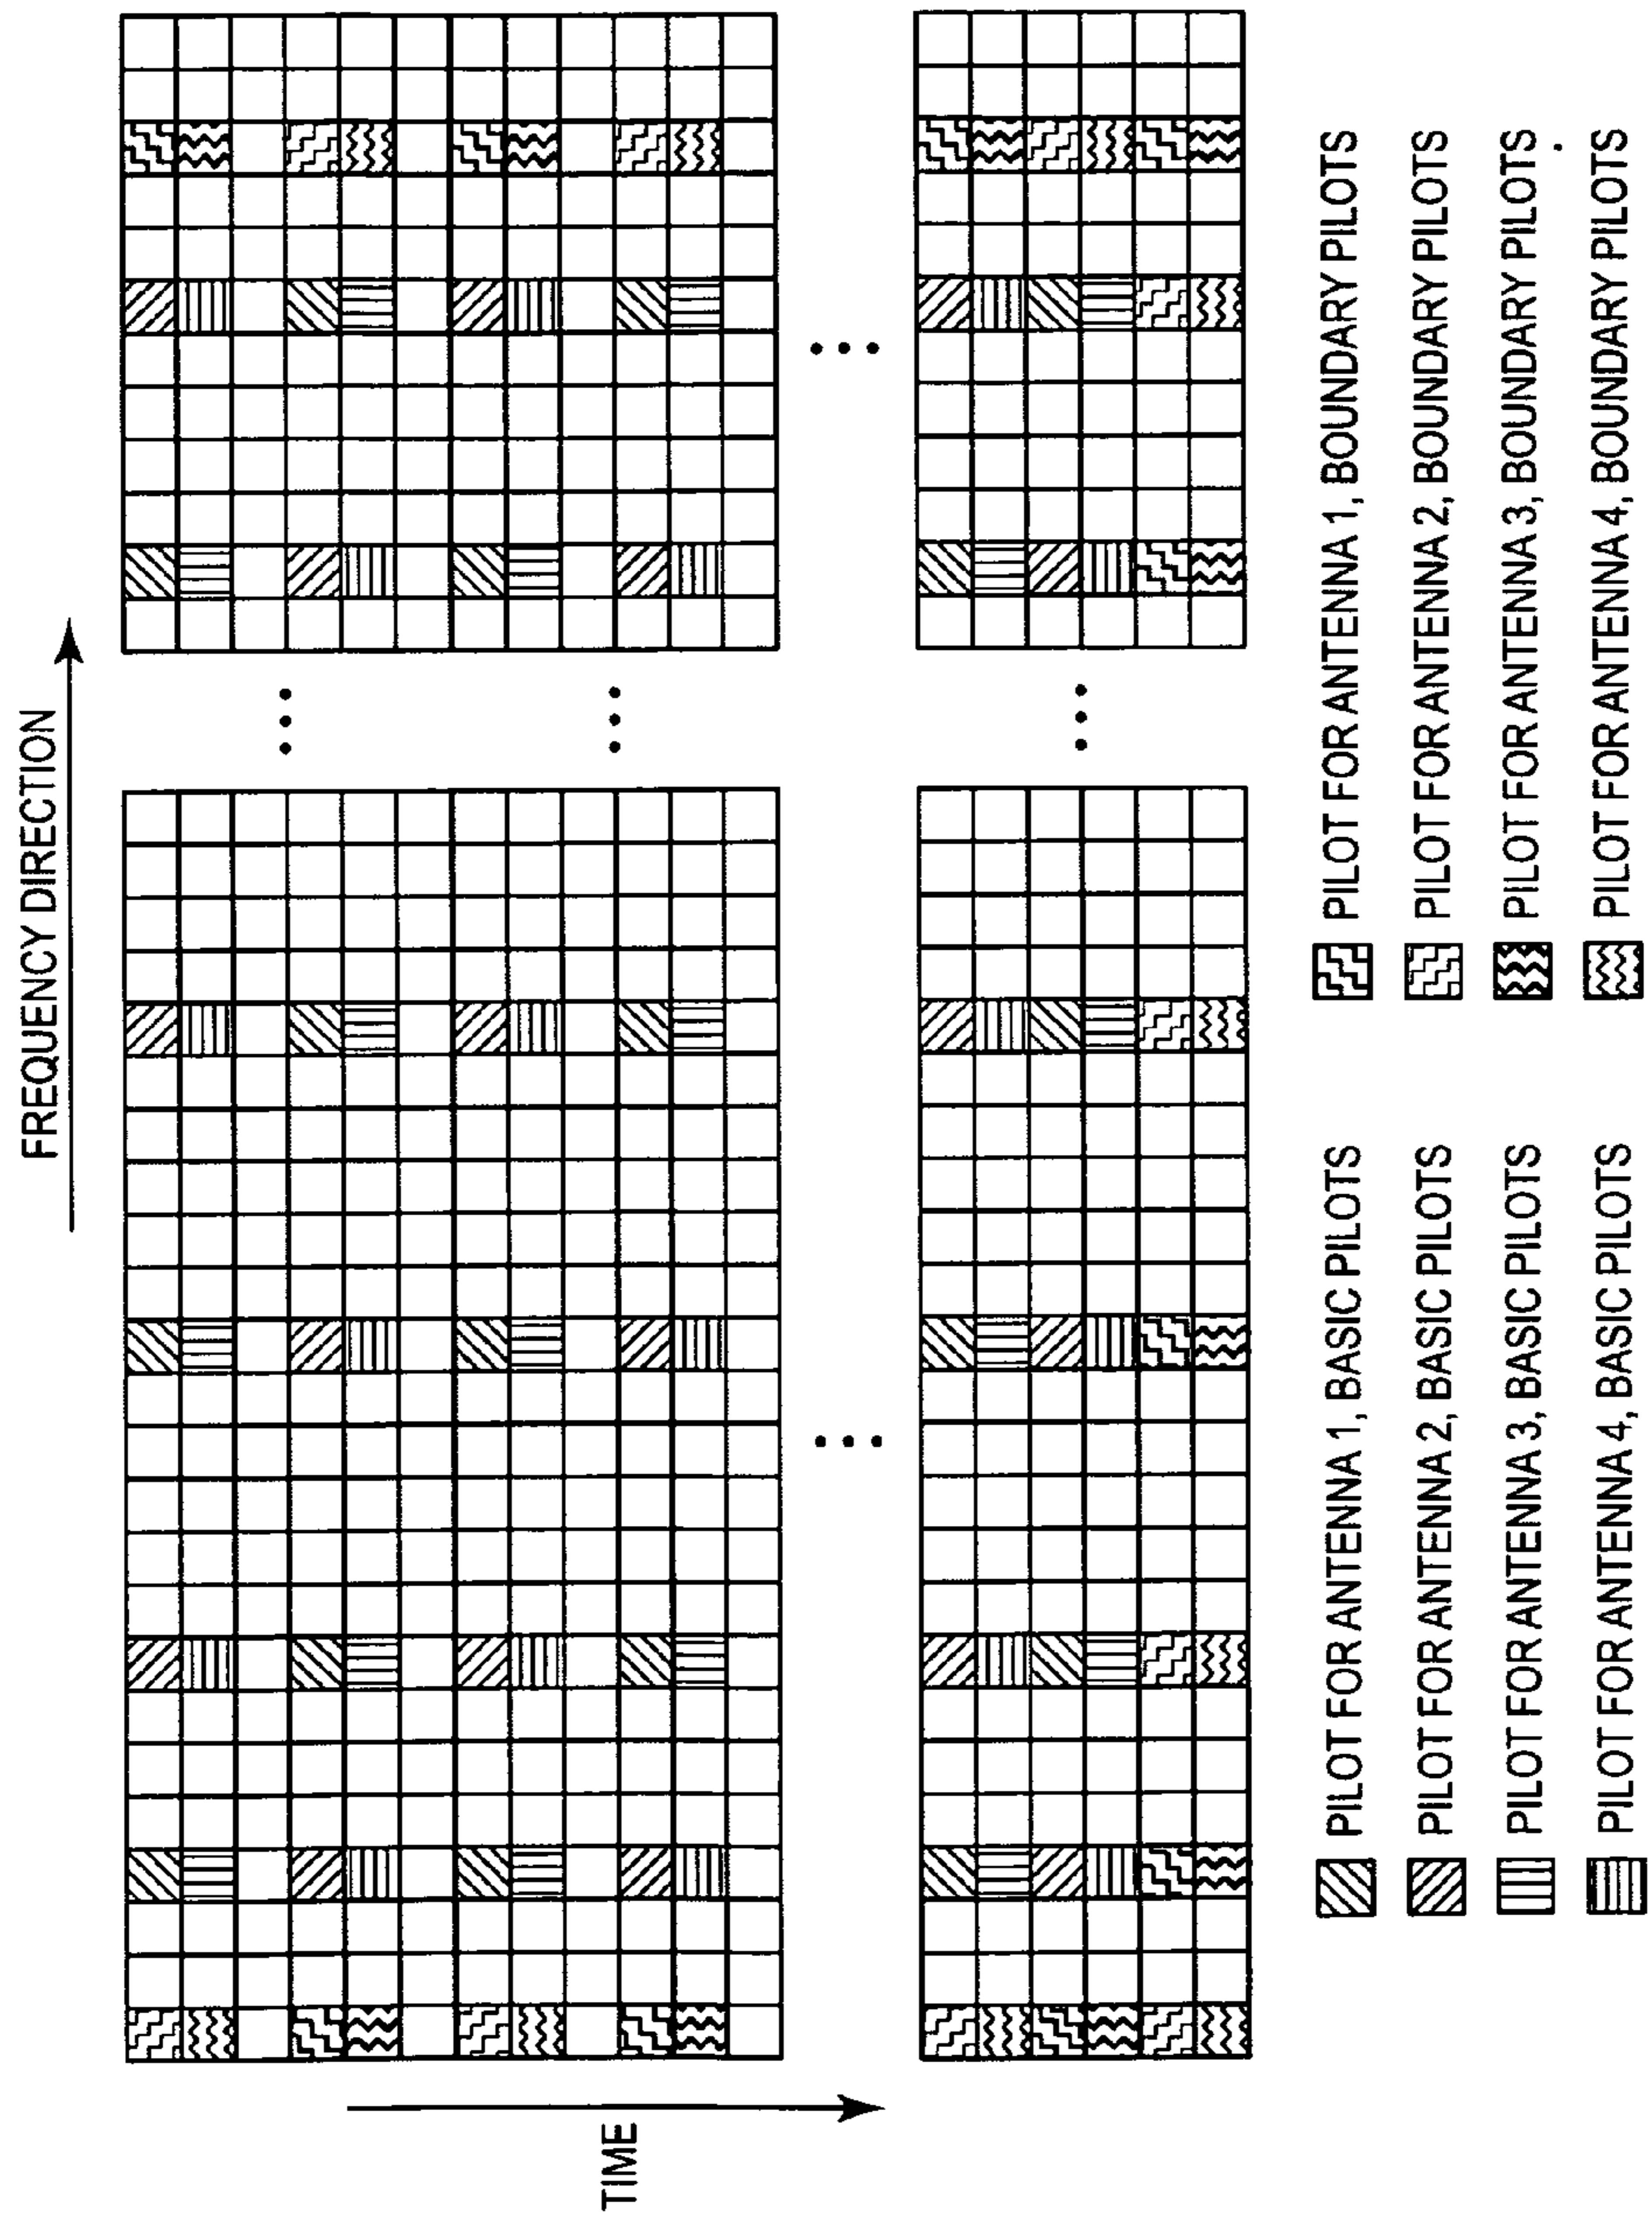 FREQUENCY DIRECTION
TIME
PILOT FOR ANTENNA 1, BASIC PILOTS
PILOT FOR ANTENNA 2, BASIC PILOTS
PILOT FOR ANTENNA 3, BASIC PILOTS
PILOT FOR ANTENNA 4, BASIC PILOTS
PILOT FOR ANTENNA 1, BOUNDARY PILOTS
PILOT FOR ANTENNA 2, BOUNDARY PILOTS
PILOT FOR ANTENNA 3, BOUNDARY PILOTS
PILOT FOR ANTENNA 4, BOUNDARY PILOTS